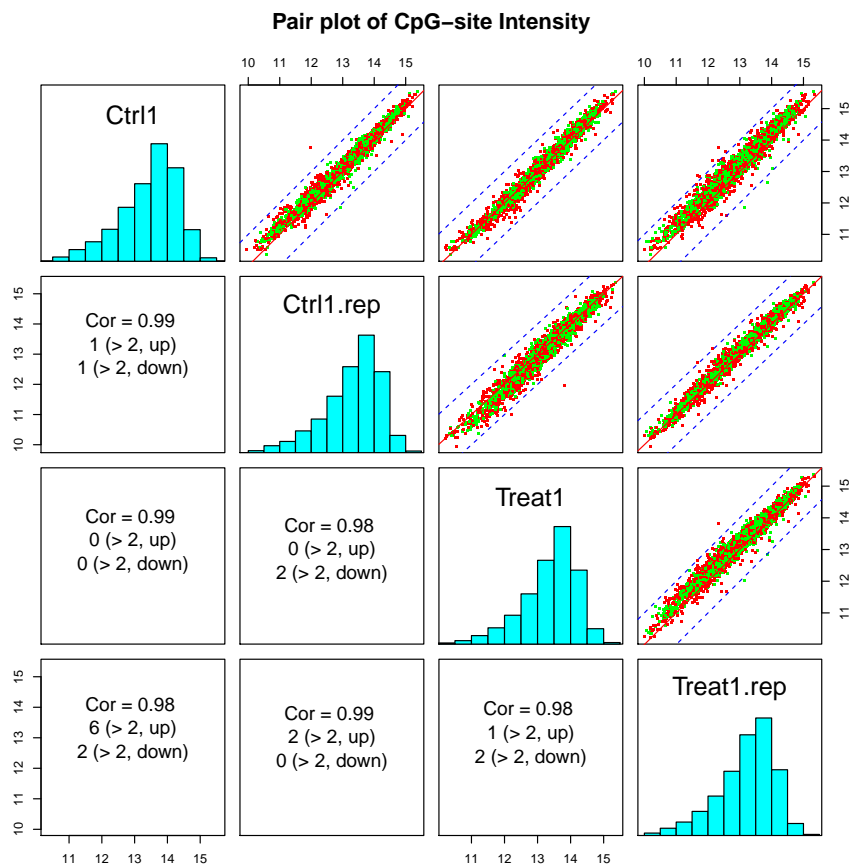 Pair plot of CpG−site Intensity
10 11 12 13 14 15
10 11 12 13 14 15
Ctrl1
11 12 13 14 15
Cor = 0.99
1 (> 2, up)
1 (> 2, down)
Ctrl1.rep
10 11 12 13 14 15
Cor = 0.99
0 (> 2, up)
0 (> 2, down)
Cor = 0.98
0 (> 2, up)
2 (> 2, down)
Treat1
11 12 13 14 15
Cor = 0.98
6 (> 2, up)
2 (> 2, down)
Cor = 0.99
2 (> 2, up)
0 (> 2, down)
Cor = 0.98
1 (> 2, up)
2 (> 2, down)
Treat1.rep
10 11 12 13 14 15
11 12 13 14 15
11 12 13 14 15